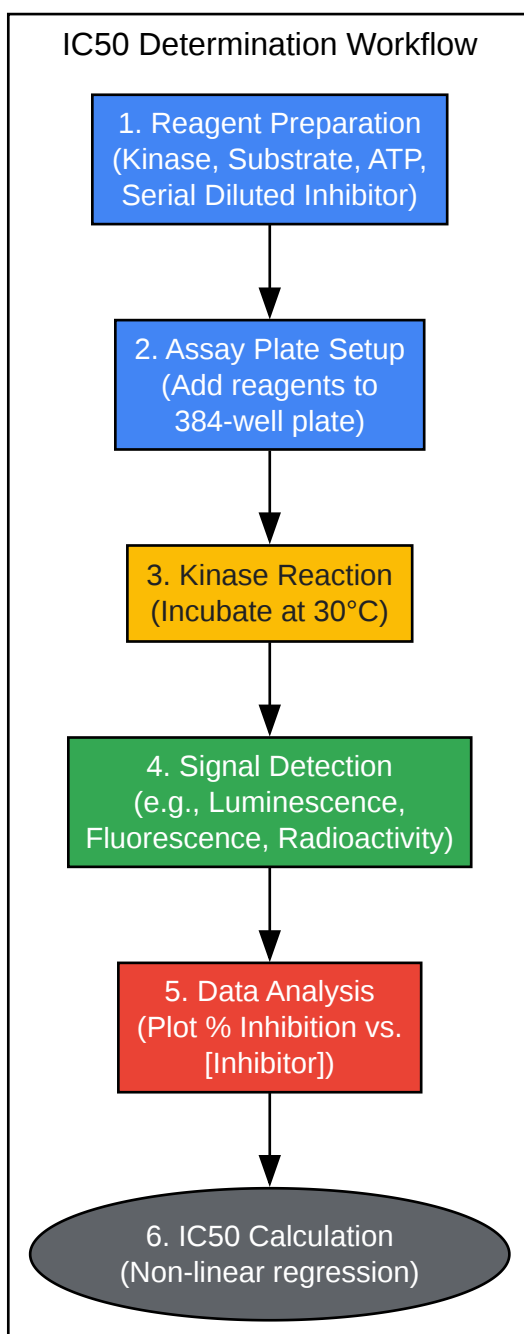 IC50 Determination Workflow
1. Reagent Preparation
(Kinase, Substrate, ATP,
Serial Diluted Inhibitor)
2. Assay Plate Setup
(Add reagents to
384-well plate)
3. Kinase Reaction
(Incubate at 30°C)
4. Signal Detection
(e.g., Luminescence,
Fluorescence, Radioactivity)
5. Data Analysis
(Plot % Inhibition vs.
[Inhibitor])
6. IC50 Calculation
(Non-linear regression)